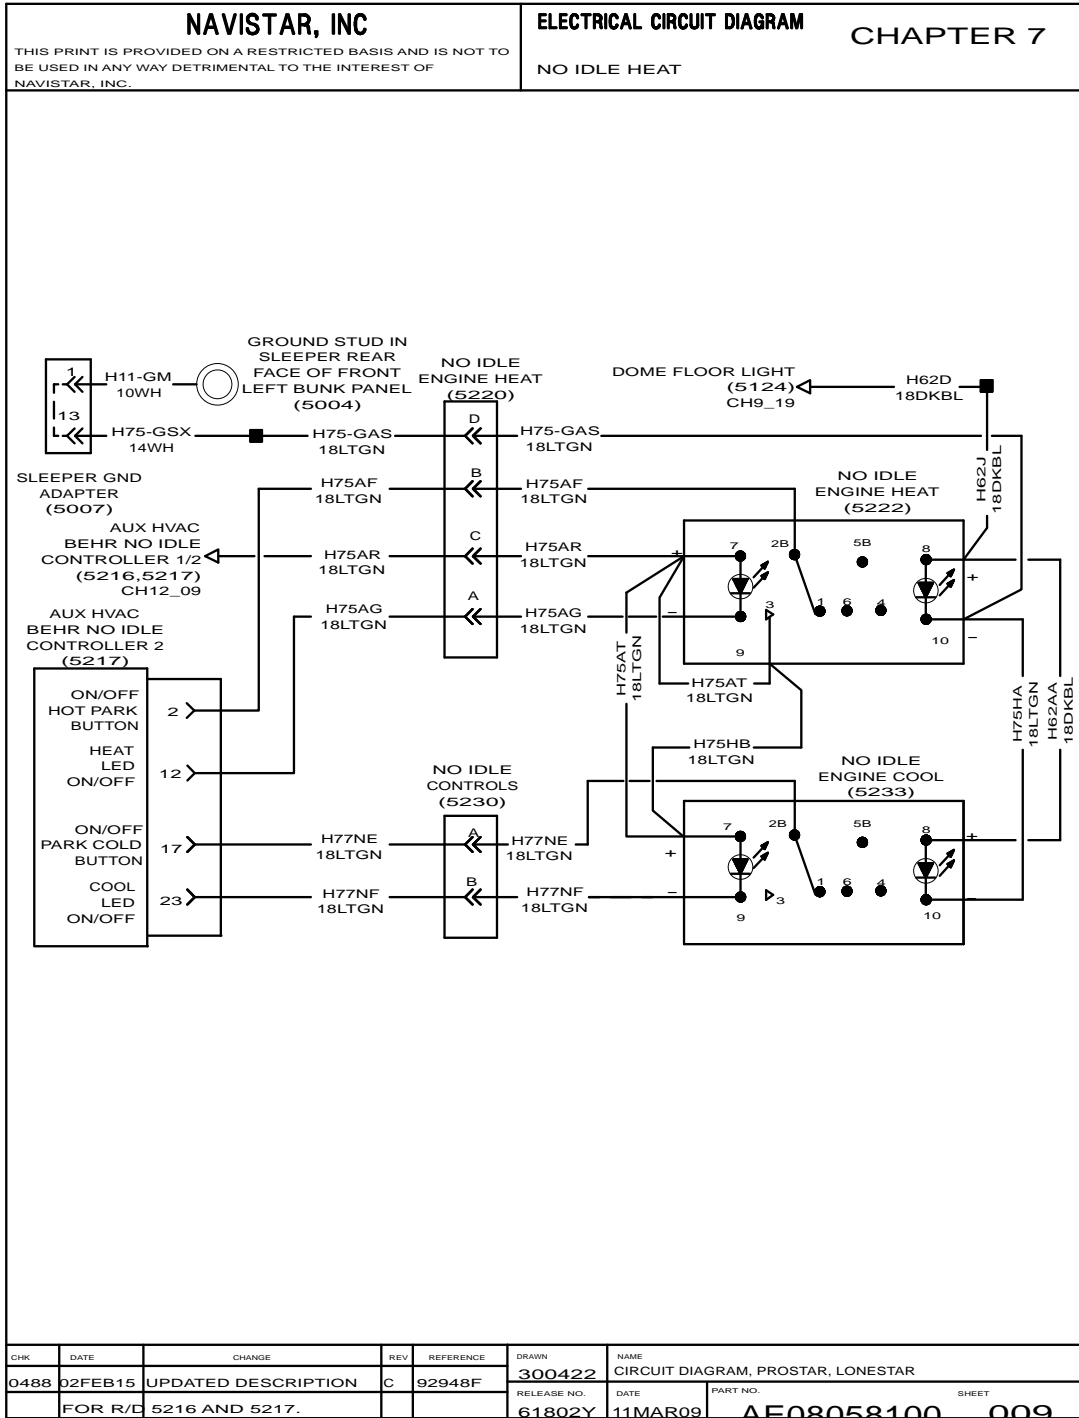 NAVISTAR, INC
THIS PRINT IS PROVIDED ON A RESTRICTED BASIS AND IS NOT TO
BE USED IN ANY WAY DETRIMENTAL TO THE INTEREST OF
NAVISTAR, INC.
ELECTRICAL CIRCUIT DIAGRAM
CHAPTER 7
NO IDLE HEAT
1
13
H11-GM
10WH
H75-GSX
14WH
SLEEPER GND
ADAPTER
(5007)
GROUND STUD IN
SLEEPER REAR
FACE OF FRONT
LEFT BUNK PANEL
(5004)
NO IDLE
ENGINE HEAT
(5220)
D
B
C
A
H75-GAS
18LTGN
H75-GAS
18LTGN
H75AF
18LTGN
H75AF
18LTGN
H75AR
18LTGN
H75AR
18LTGN
H75AG
18LTGN
H75AG
18LTGN
DOME FLOOR LIGHT
(5124)
CH9_19
H62D
18DKBL
H62J
18DKBL
AUX HVAC
BEHR NO IDLE
CONTROLLER 1/2
(5216,5217)
CH12_09
AUX HVAC
BEHR NO IDLE
CONTROLLER 2
(5217)
ON/OFF
HOT PARK
BUTTON
2
HEAT
LED
ON/OFF
12
ON/OFF
PARK COLD
BUTTON
17
COOL
LED
ON/OFF
23
NO IDLE
ENGINE HEAT
(5222)
+
7
2B
5B
8
+
3
1
6
4
−
9
10
−
H75AT
18LTGN
H75AT
18LTGN
H75HB
18LTGN
H75HA
18LTGN
H62AA
18DKBL
NO IDLE
CONTROLS
(5230)
A
B
H77NE
18LTGN
H77NE
18LTGN
H77NF
18LTGN
H77NF
18LTGN
NO IDLE
ENGINE COOL
(5233)
7
2B
5B
8
+
+
−
3
1
6
4
−
9
10
CHK DATE CHANGE REV REFERENCE
0488 02FEB15 UPDATED DESCRIPTION C 92948F
FOR R/D 5216 AND 5217.
DRAWN
300422
NAME
CIRCUIT DIAGRAM, PROSTAR, LONESTAR
RELEASE NO. DATE PART NO. SHEET
61802Y 11MAR09 AE08058100 009